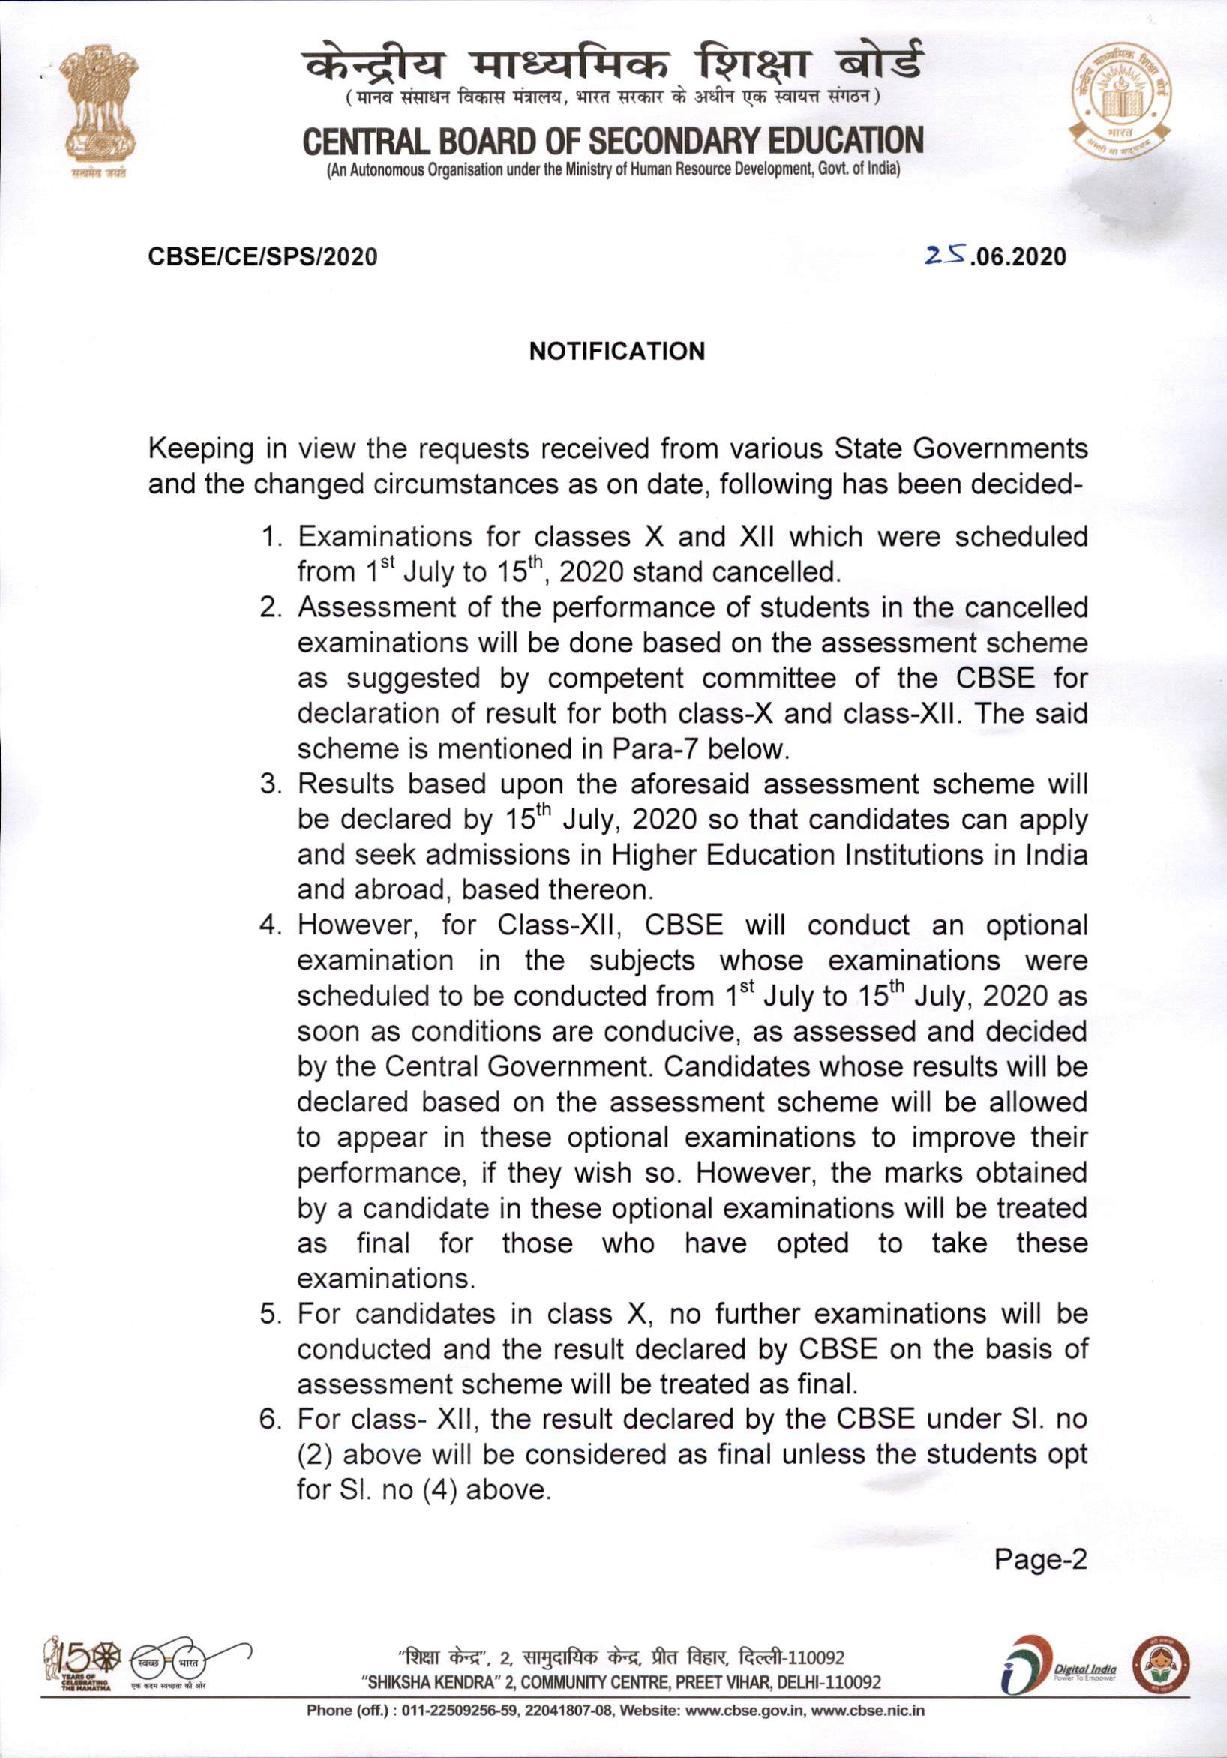 केन्द्रीय माध्यमिक शिक्षा बोर्ड
(मानव संसाधन विकास मंत्रालय, भारत सरकार के अधीन एक स्वायत्त संगठन)
CENTRAL BOARD OF SECONDARY EDUCATION
(An Autonomous Organisation under the Ministry of Human Resource Development, Govt. of India)
सत्यमेव जयते
भारत
CBSE/CE/SPS/2020 25.06.2020
NOTIFICATION
Keeping in view the requests received from various State Governments
and the changed circumstances as on date, following has been decided-
1. Examinations for classes X and XII which were scheduled
from 1st July to 15th, 2020 stand cancelled.
2. Assessment of the performance of students in the cancelled
examinations will be done based on the assessment scheme
as suggested by competent committee of the CBSE for
declaration of result for both class-X and class-XII. The said
scheme is mentioned in Para-7 below.
3. Results based upon the aforesaid assessment scheme will
be declared by 15th July, 2020 so that candidates can apply
and seek admissions in Higher Education Institutions in India
and abroad, based thereon.
4. However, for Class-XII, CBSE will conduct an optional
examination in the subjects whose examinations were
scheduled to be conducted from 1st July to 15th July, 2020 as
soon as conditions are conducive, as assessed and decided
by the Central Government. Candidates whose results will be
declared based on the assessment scheme will be allowed
to appear in these optional examinations to improve their
performance, if they wish so. However, the marks obtained
by a candidate in these optional examinations will be treated
as final for those who have opted to take these
examinations.
5. For candidates in class X, no further examinations will be
conducted and the result declared by CBSE on the basis of
assessment scheme will be treated as final.
6. For class- XII, the result declared by the CBSE under Sl. no
(2) above will be considered as final unless the students opt
for Sl. no (4) above.
Page-2
150
YEARS OF
CELEBRATING
THE MAHATMA
स्वच्छ भारत
एक कदम स्वच्छता की ओर
"शिक्षा केन्द्र", 2, सामुदायिक केन्द्र, प्रीत विहार, दिल्ली-110092
"SHIKSHA KENDRA" 2, COMMUNITY CENTRE, PREET VIHAR, DELHI-110092
Digital India
Power To Empower
Phone (off.) : 011-22509256-59, 22041807-08, Website: www.cbse.gov.in, www.cbse.nic.in